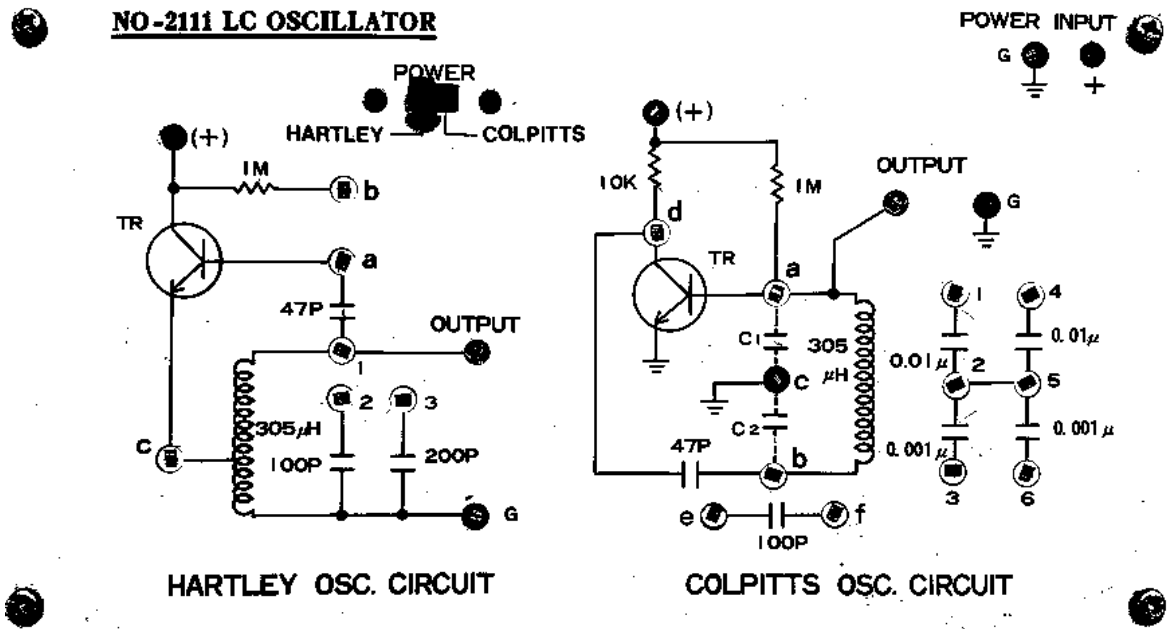 NO-2111 LC OSCILLATOR
POWER INPUT
G
+
POWER
HARTLEY
COLPITTS
(+)
1M
b
TR
a
47P
OUTPUT
1
2
3
305μH
100P
200P
C
G
HARTLEY OSC. CIRCUIT
(+)
10K
1M
OUTPUT
G
d
TR
a
C1
305
μH
C
C2
47P
b
e
f
100P
1
4
0.01μ
0.01μ
2
5
0.001μ
0.001μ
3
6
COLPITTS OSC. CIRCUIT